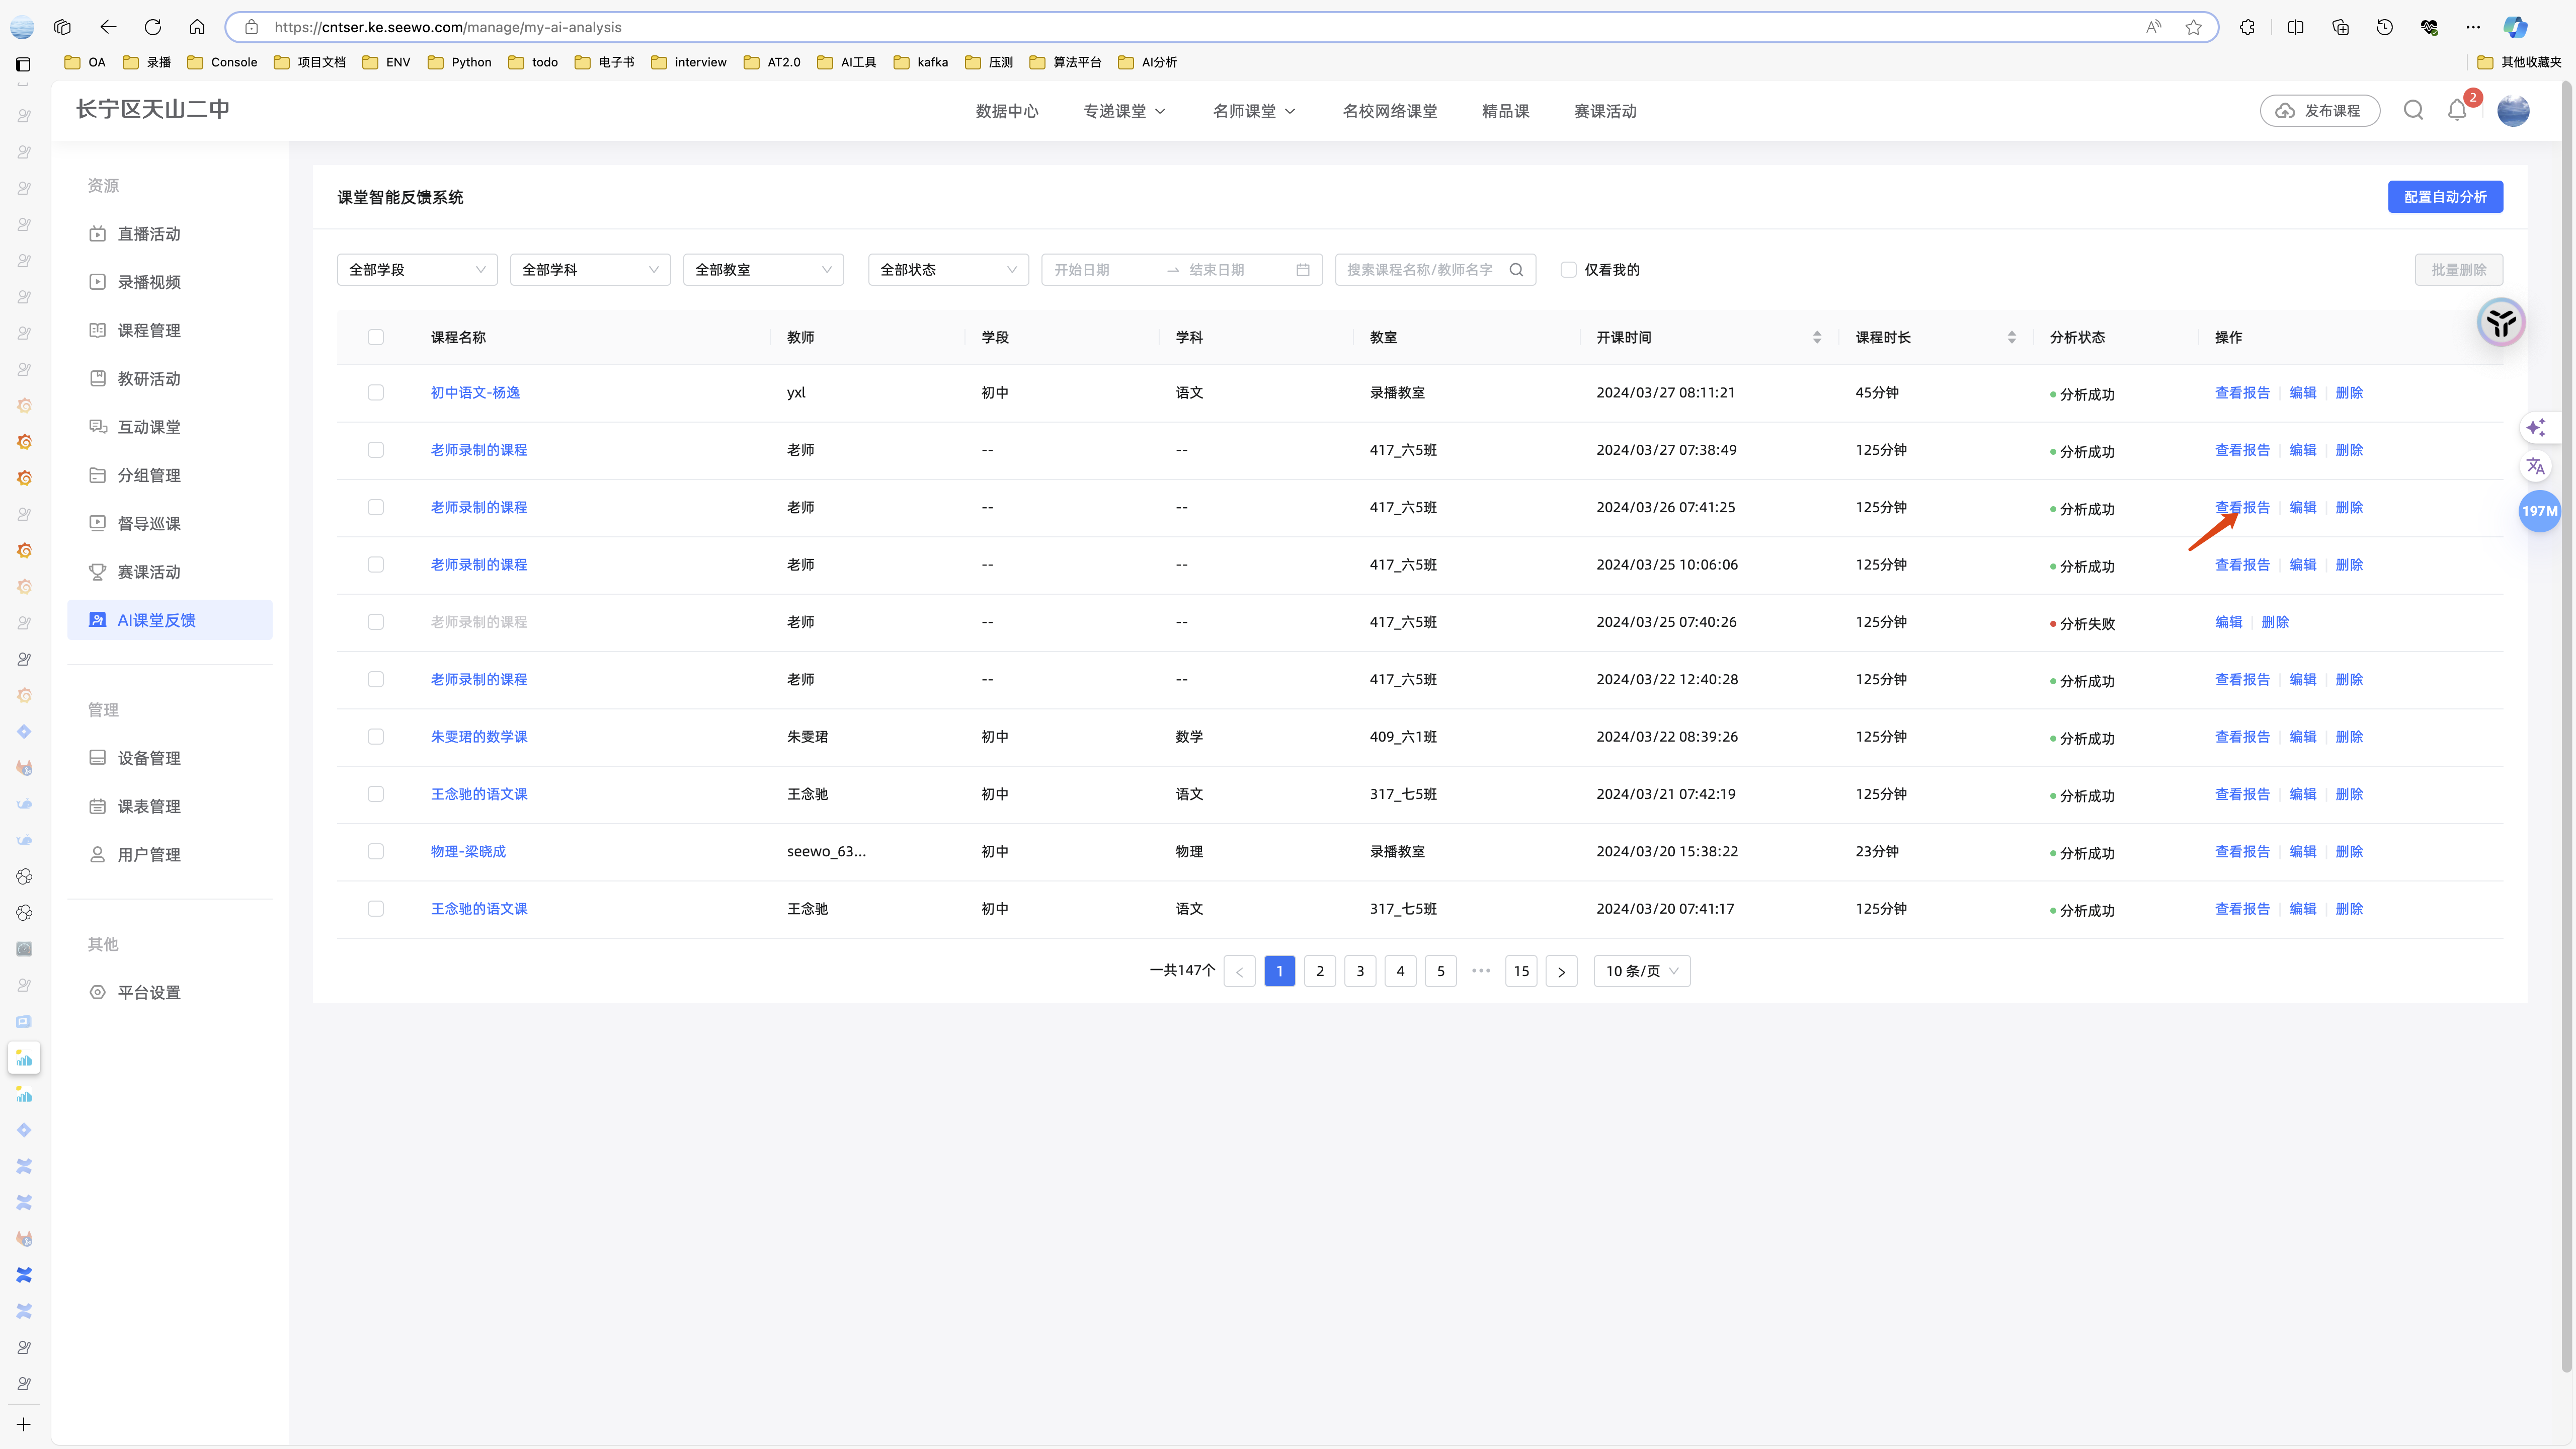 https://cntser.ke.seewo.com/manage/my-ai-analysis
OA 录播 Console 项目文档 ENV Python todo 电子书 interview AT2.0 AI工具 kafka 压测 算法平台 AI分析 其他收藏夹
长宁区天山二中 数据中心 专递课堂 名师课堂 名校网络课堂 精品课 赛课活动 发布课程 2
资源
直播活动
录播视频
课程管理
教研活动
互动课堂
分组管理
督导巡课
赛课活动
AI课堂反馈
管理
设备管理
课表管理
用户管理
其他
平台设置
课堂智能反馈系统 配置自动分析
全部学段 全部学科 全部教室 全部状态 开始日期 → 结束日期 搜索课程名称/教师名字 仅看我的 批量删除
课程名称 教师 学段 学科 教室 开课时间 课程时长 分析状态 操作
初中语文-杨逸 yxl 初中 语文 录播教室 2024/03/27 08:11:21 45分钟 分析成功 查看报告 编辑 删除
老师录制的课程 老师 -- -- 417_六5班 2024/03/27 07:38:49 125分钟 分析成功 查看报告 编辑 删除
老师录制的课程 老师 -- -- 417_六5班 2024/03/26 07:41:25 125分钟 分析成功 查看报告 编辑 删除
老师录制的课程 老师 -- -- 417_六5班 2024/03/25 10:06:06 125分钟 分析成功 查看报告 编辑 删除
老师录制的课程 老师 -- -- 417_六5班 2024/03/25 07:40:26 125分钟 分析失败 编辑 删除
老师录制的课程 老师 -- -- 417_六5班 2024/03/22 12:40:28 125分钟 分析成功 查看报告 编辑 删除
朱雯珺的数学课 朱雯珺 初中 数学 409_六1班 2024/03/22 08:39:26 125分钟 分析成功 查看报告 编辑 删除
王念驰的语文课 王念驰 初中 语文 317_七5班 2024/03/21 07:42:19 125分钟 分析成功 查看报告 编辑 删除
物理-梁晓成 seewo_63... 初中 物理 录播教室 2024/03/20 15:38:22 23分钟 分析成功 查看报告 编辑 删除
王念驰的语文课 王念驰 初中 语文 317_七5班 2024/03/20 07:41:17 125分钟 分析成功 查看报告 编辑 删除
一共147个 < 1 2 3 4 5 ••• 15 > 10 条/页
197M